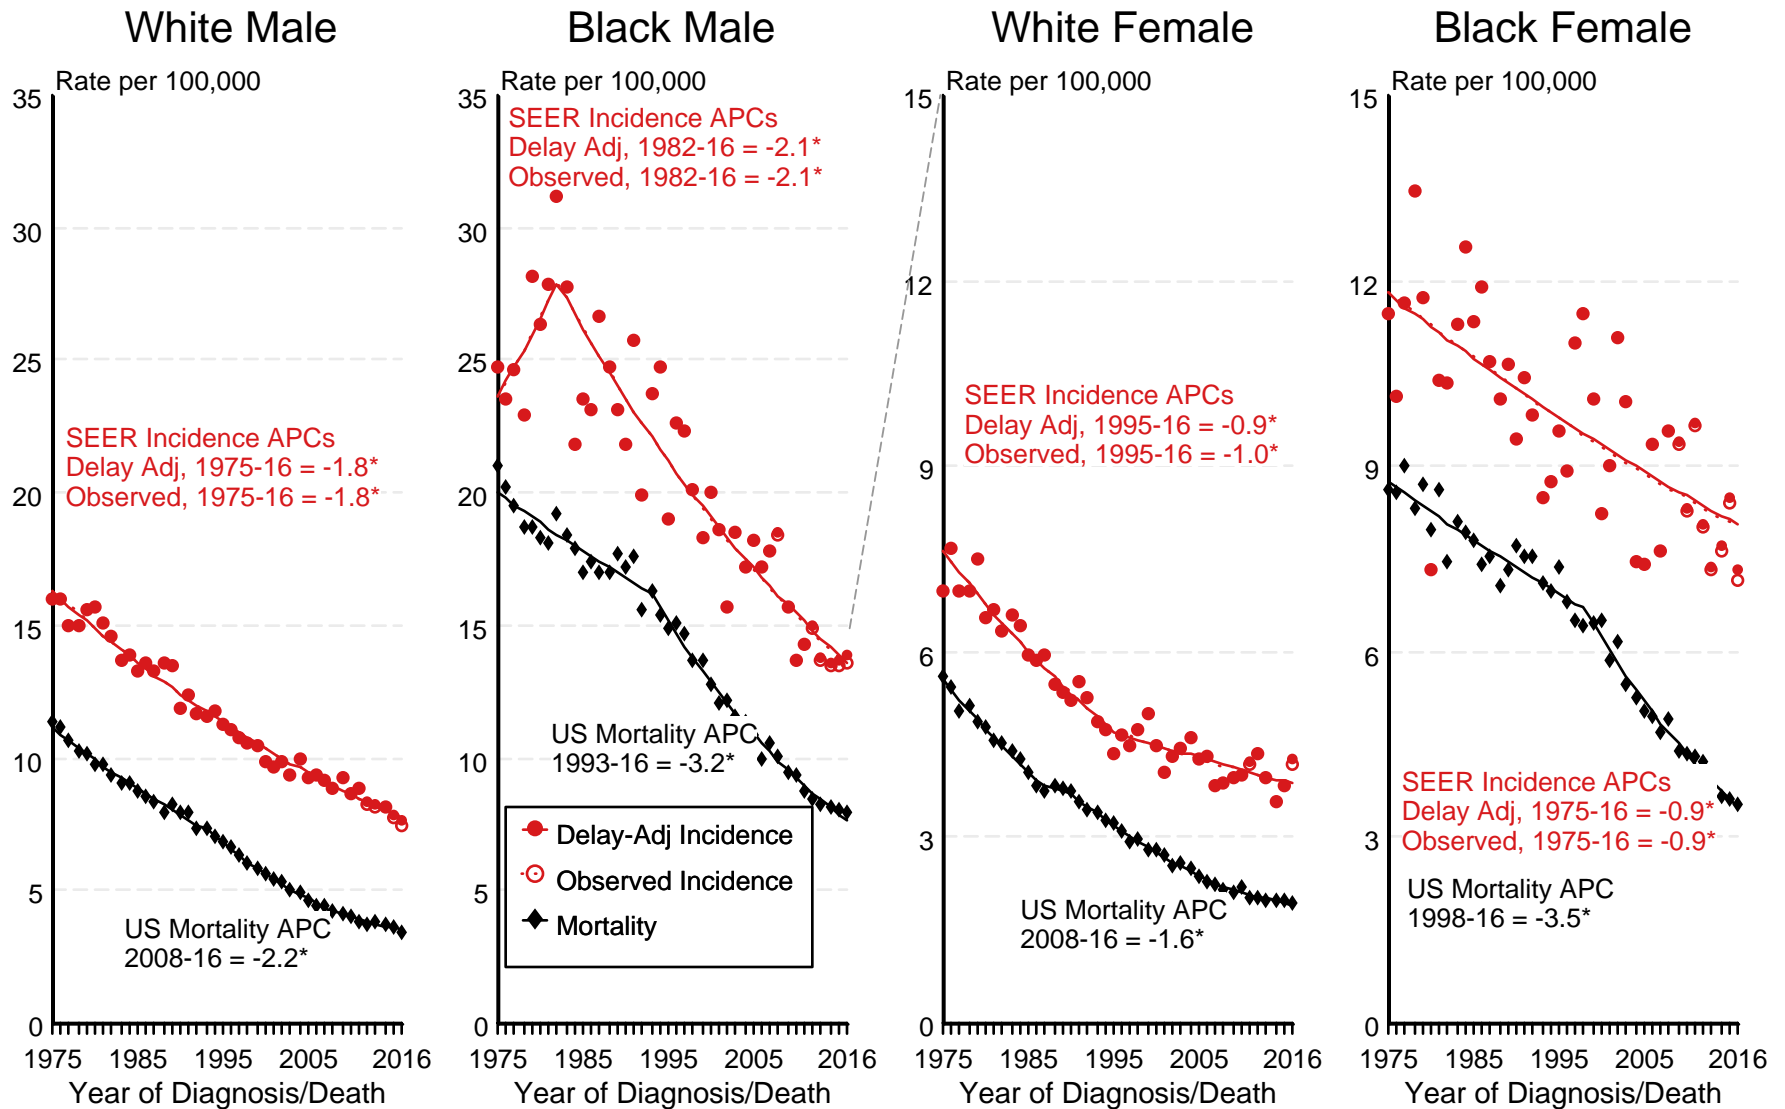 White Male
Rate per 100,000
35
30
25
20
15
10
5
0
SEER Incidence APCs
Delay Adj, 1975-16 = -1.8*
Observed, 1975-16 = -1.8*
US Mortality APC
2008-16 = -2.2*
1975 1985 1995 2005 2016
Year of Diagnosis/Death
Black Male
Rate per 100,000
35
30
25
20
15
10
5
0
SEER Incidence APCs
Delay Adj, 1982-16 = -2.1*
Observed, 1982-16 = -2.1*
US Mortality APC
1993-16 = -3.2*
Delay-Adj Incidence
Observed Incidence
Mortality
1975 1985 1995 2005 2016
Year of Diagnosis/Death
White Female
Rate per 100,000
15
12
9
6
3
0
SEER Incidence APCs
Delay Adj, 1995-16 = -0.9*
Observed, 1995-16 = -1.0*
US Mortality APC
2008-16 = -1.6*
1975 1985 1995 2005 2016
Year of Diagnosis/Death
Black Female
Rate per 100,000
15
12
9
6
3
0
SEER Incidence APCs
Delay Adj, 1975-16 = -0.9*
Observed, 1975-16 = -0.9*
US Mortality APC
1998-16 = -3.5*
1975 1985 1995 2005 2016
Year of Diagnosis/Death